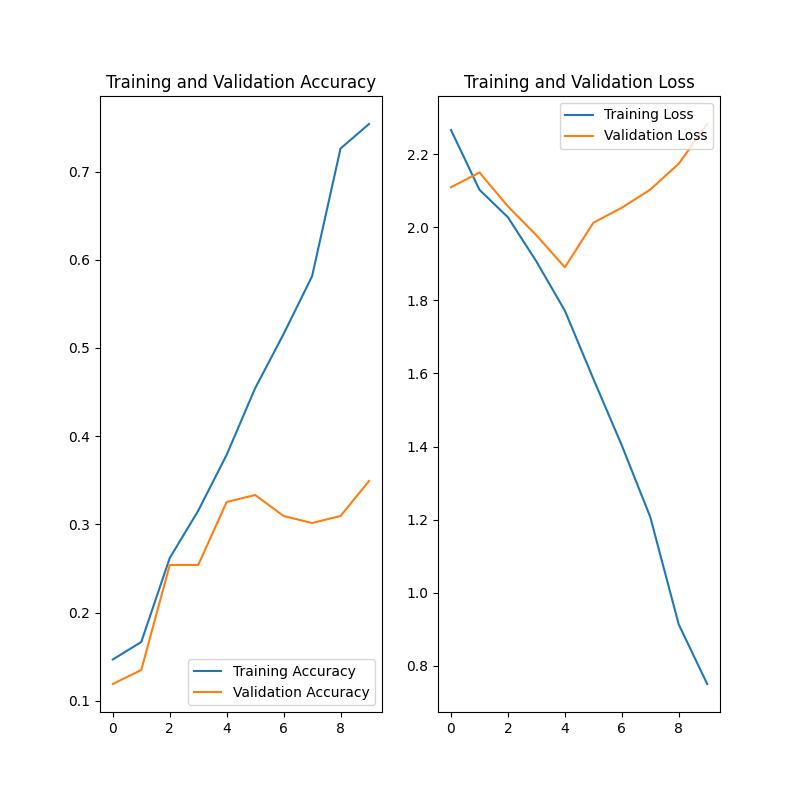 Training and Validation Accuracy
0.7
0.6
0.5
0.4
0.3
0.2
0.1
0 2 4 6 8
Training Accuracy
Validation Accuracy
Training and Validation Loss
2.2
2.0
1.8
1.6
1.4
1.2
1.0
0.8
0 2 4 6 8
Training Loss
Validation Loss